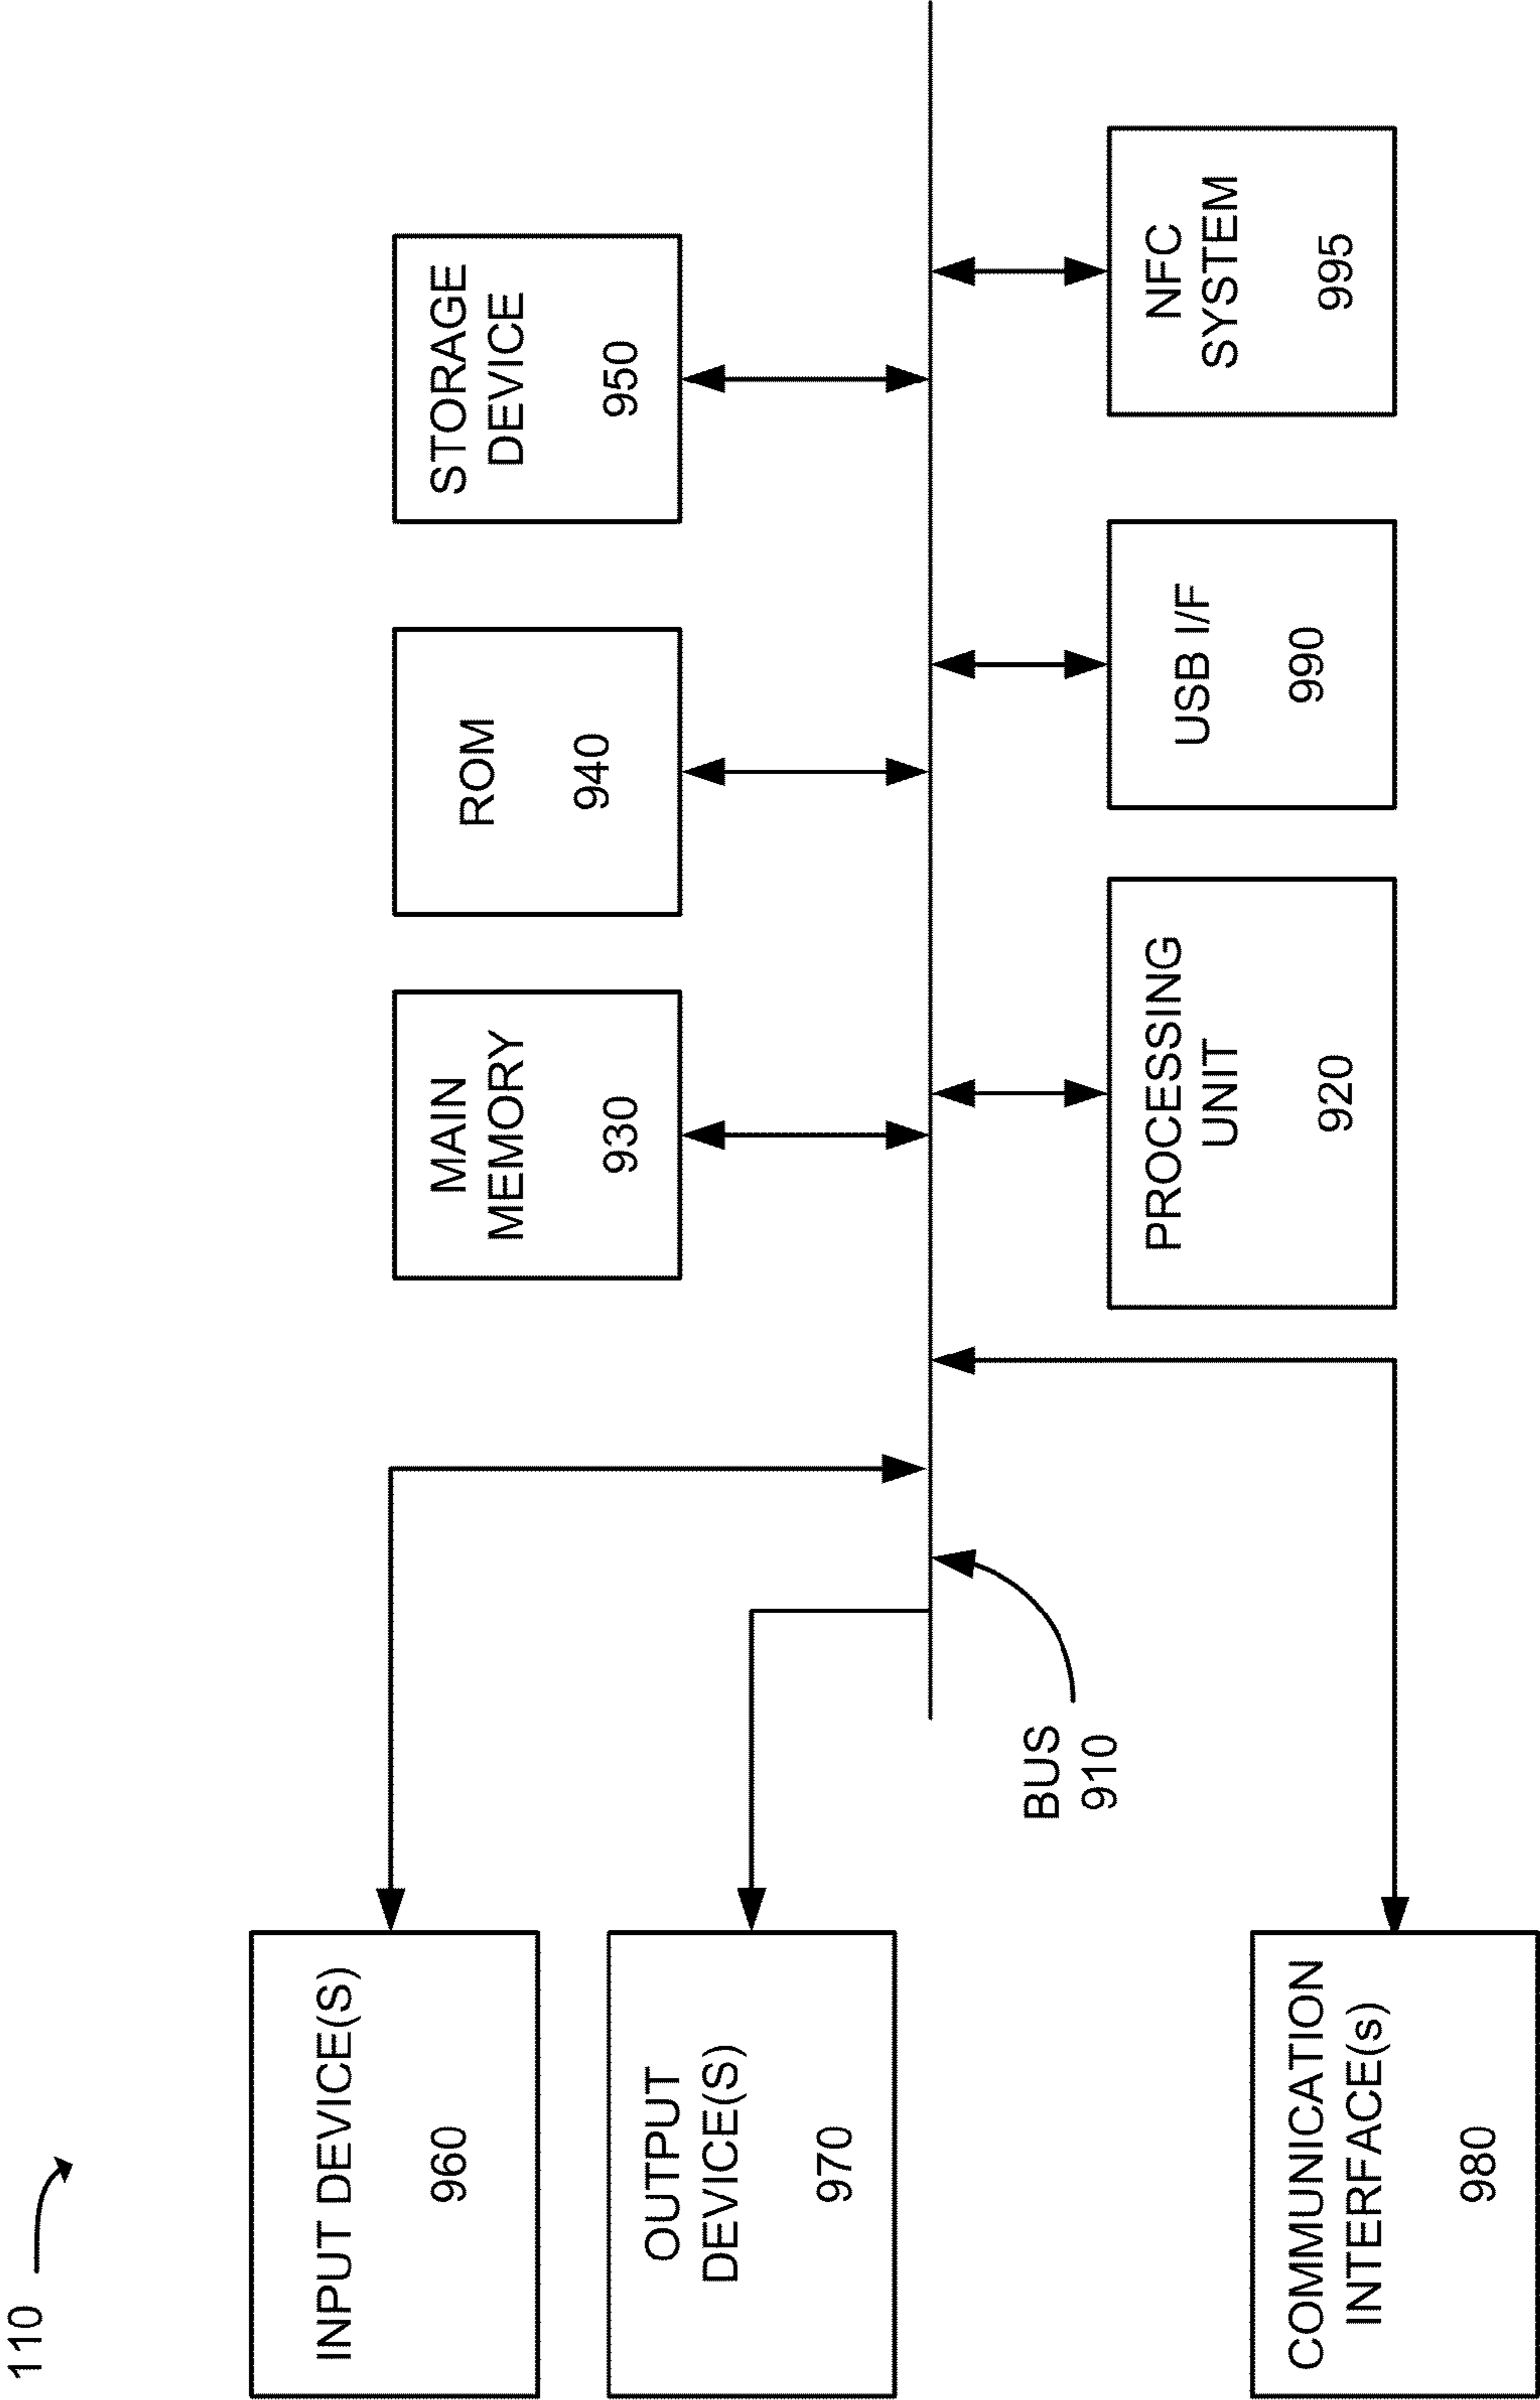 110
INPUT DEVICE(S)
960
OUTPUT
DEVICE(S)
970
COMMUNICATION
INTERFACE(s)
980
BUS
910
MAIN
MEMORY
930
ROM
940
STORAGE
DEVICE
950
PROCESSING
UNIT
920
USB I/F
990
NFC
SYSTEM
995